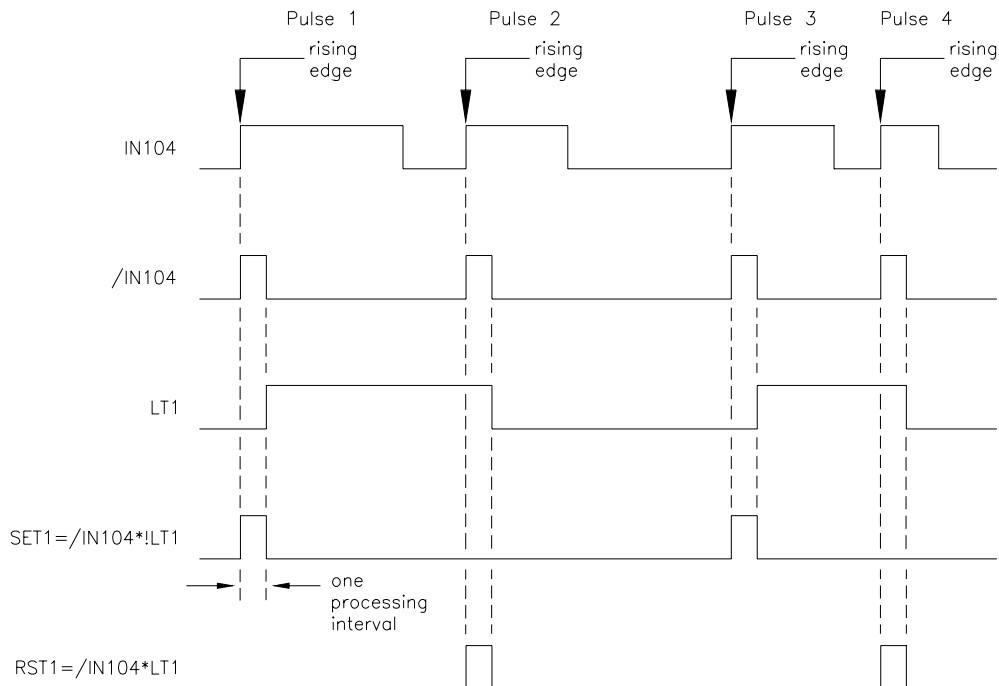 Pulse 1
Pulse 2
Pulse 3
Pulse 4
rising
edge
rising
edge
rising
edge
rising
edge
IN104
/IN104
LT1
SET1=/IN104*!LT1
one
processing
interval
RST1=/IN104*LT1